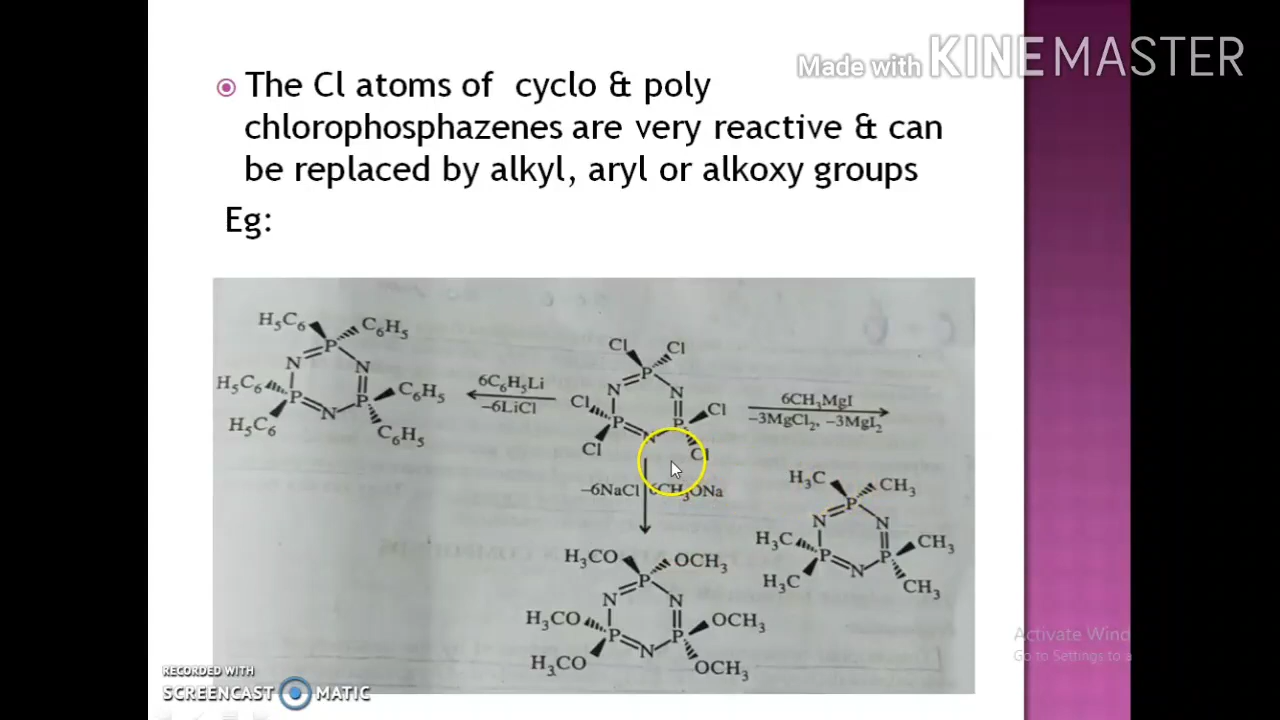 Made with KINEMASTER
The Cl atoms of cyclo & poly
chlorophosphazenes are very reactive & can
be replaced by alkyl, aryl or alkoxy groups
Eg:
H₅C₆ C₆H₅
P
N N
H₅C₆ P P C₆H₅
N
H₅C₆ C₆H₅
6C₆H₅Li
−6LiCl
Cl Cl
P
N N
Cl P P Cl
N
Cl Cl
6CH₃MgI
−3MgCl₂, −3MgI₂
−6NaCl 6CH₃ONa
H₃C CH₃
P
N N
H₃C P P CH₃
N
H₃C CH₃
H₃CO OCH₃
P
N N
H₃CO P P OCH₃
N
H₃CO OCH₃
Activate Wind
Go to Settings to a
RECORDED WITH
SCREENCAST MATIC